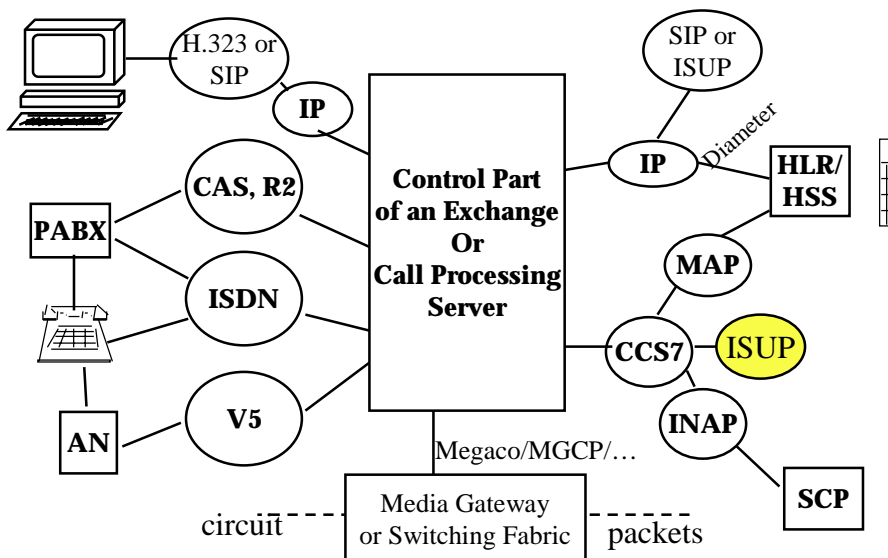 H.323 or
SIP
IP
SIP or
ISUP
IP
Diameter
HLR/
HSS
CAS, R2
Control Part
of an Exchange
Or
Call Processing
Server
PABX
MAP
ISDN
CCS7
ISUP
V5
INAP
AN
Megaco/MGCP/…
SCP
circuit
Media Gateway
or Switching Fabric
packets